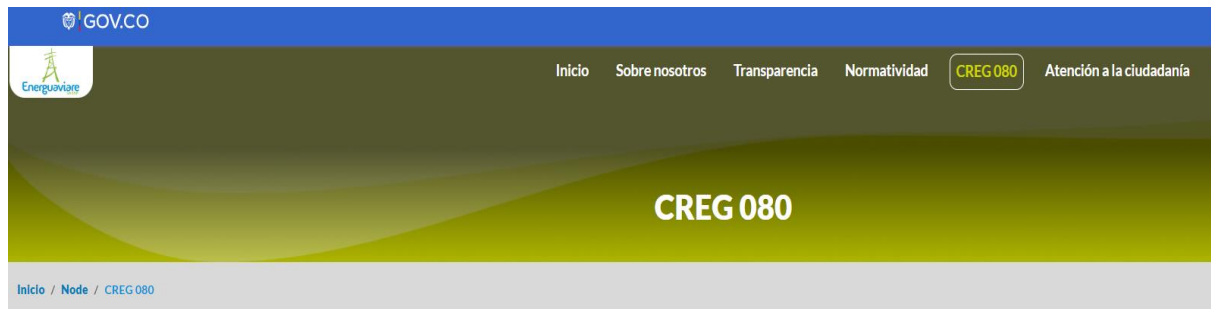 GOV.CO
Energuaviare
Inicio Sobre nosotros Transparencia Normatividad CREG 080 Atención a la ciudadanía
CREG 080
Inicio / Node / CREG 080